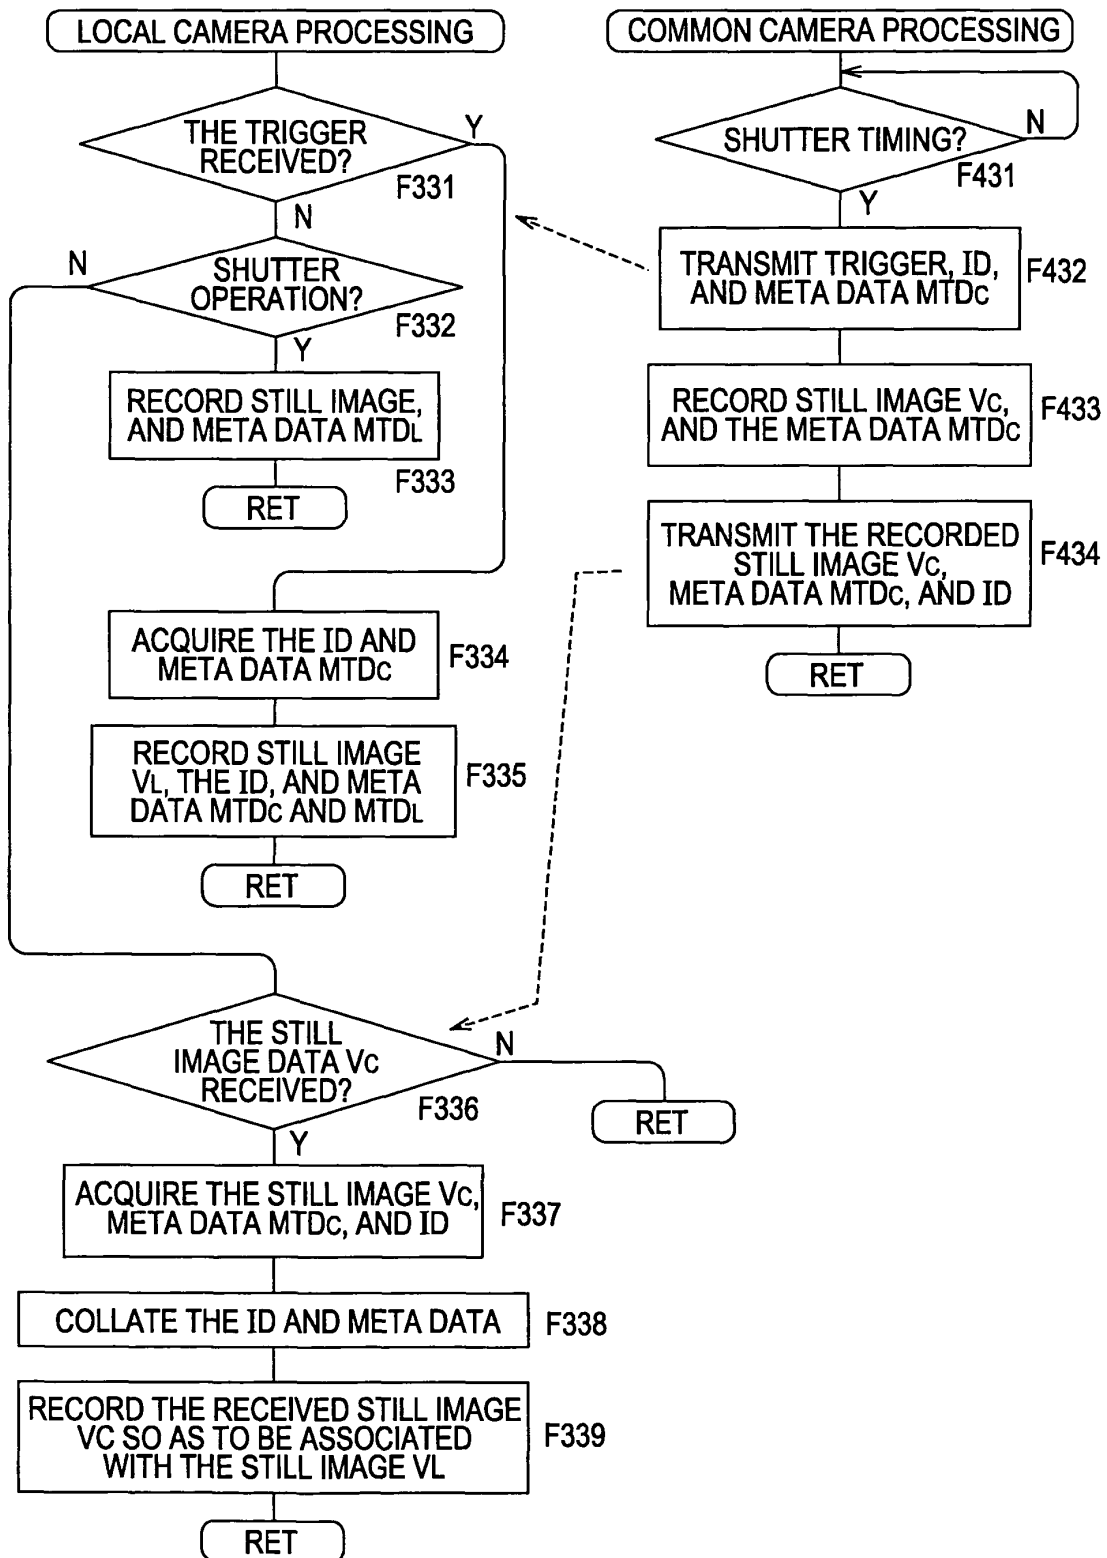 LOCAL CAMERA PROCESSING
THE TRIGGER
RECEIVED?
Y
F331
N
SHUTTER
OPERATION?
N
F332
Y
RECORD STILL IMAGE,
AND META DATA MTDL
F333
RET
ACQUIRE THE ID AND
META DATA MTDC
F334
RECORD STILL IMAGE
VL, THE ID, AND META
DATA MTDC AND MTDL
F335
RET
THE STILL
IMAGE DATA VC
RECEIVED?
N
F336
RET
Y
ACQUIRE THE STILL IMAGE VC,
META DATA MTDC, AND ID
F337
COLLATE THE ID AND META DATA
F338
RECORD THE RECEIVED STILL IMAGE
VC SO AS TO BE ASSOCIATED
WITH THE STILL IMAGE VL
F339
RET
COMMON CAMERA PROCESSING
SHUTTER TIMING?
N
F431
Y
TRANSMIT TRIGGER, ID,
AND META DATA MTDC
F432
RECORD STILL IMAGE VC,
AND THE META DATA MTDC
F433
TRANSMIT THE RECORDED
STILL IMAGE VC,
META DATA MTDC, AND ID
F434
RET